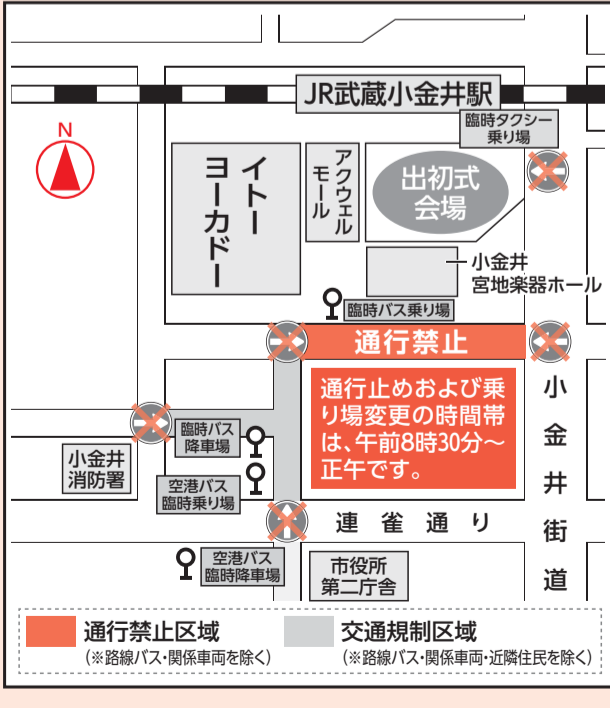 JR武蔵小金井駅
臨時タクシー
乗り場
N
イトー
ヨーカドー
アクウェル
モール
出初式
会場
小金井
宮地楽器ホール
臨時バス乗り場
通行禁止
通行止めおよび乗
り場変更の時間帯
は、午前8時30分～
正午です。
小金井街道
臨時バス
降車場
小金井
消防署
空港バス
臨時乗り場
連雀通り
空港バス
臨時降車場
市役所
第二庁舎
通行禁止区域
(※路線バス・関係車両を除く)
交通規制区域
(※路線バス・関係車両・近隣住民を除く)